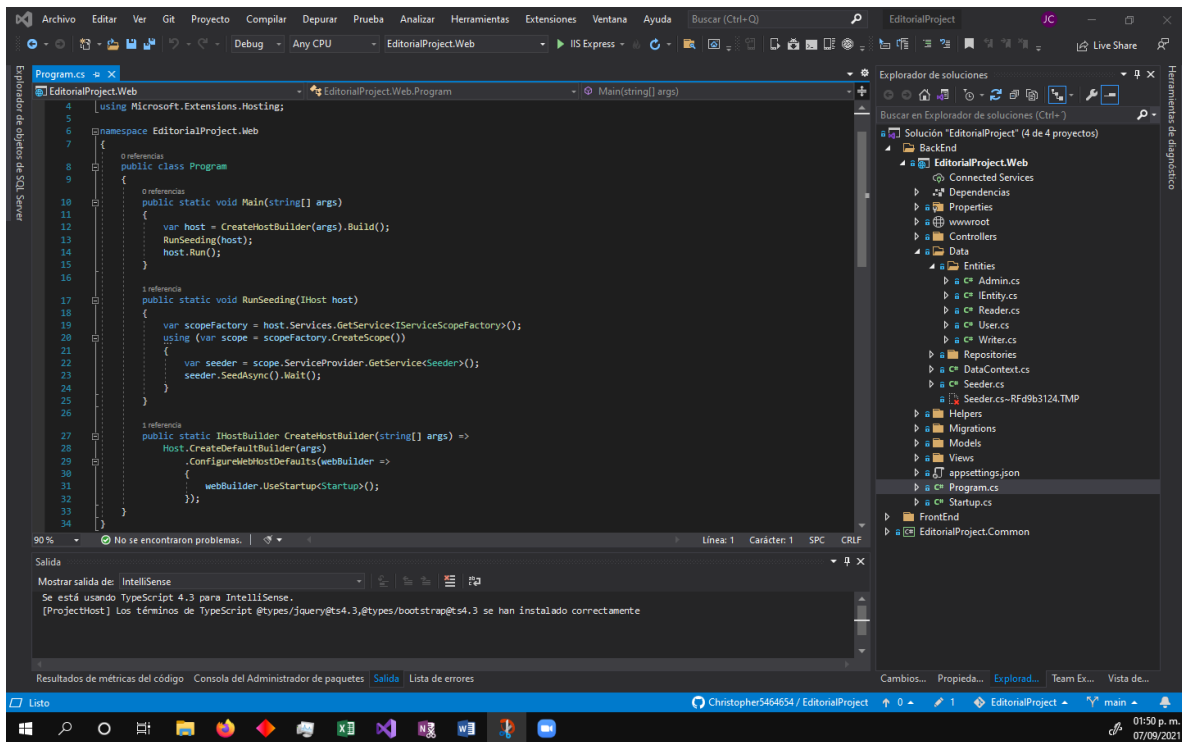 Archivo Editar Ver Git Proyecto Compilar Depurar Prueba Analizar Herramientas Extensiones Ventana Ayuda Buscar (Ctrl+Q) EditorialProject JC
Debug Any CPU EditorialProject.Web IIS Express Live Share
Explorador de objetos de SQL Server
Program.cs
EditorialProject.Web EditorialProject.Web.Program Main(string[] args)
4 using Microsoft.Extensions.Hosting;
5
6 namespace EditorialProject.Web
7 {
0 referencias
8 public class Program
9 {
0 referencias
10 public static void Main(string[] args)
11 {
12 var host = CreateHostBuilder(args).Build();
13 RunSeeding(host);
14 host.Run();
15 }
16
1 referencia
17 public static void RunSeeding(IHost host)
18 {
19 var scopeFactory = host.Services.GetService<IServiceScopeFactory>();
20 using (var scope = scopeFactory.CreateScope())
21 {
22 var seeder = scope.ServiceProvider.GetService<Seeder>();
23 seeder.SeedAsync().Wait();
24 }
25 }
26
1 referencia
27 public static IHostBuilder CreateHostBuilder(string[] args) =>
28 Host.CreateDefaultBuilder(args)
29 .ConfigureWebHostDefaults(webBuilder =>
30 {
31 webBuilder.UseStartup<Startup>();
32 });
33 }
34 }
90 % No se encontraron problemas. Línea: 1 Carácter: 1 SPC CRLF
Salida
Mostrar salida de: IntelliSense
Se está usando TypeScript 4.3 para IntelliSense.
[ProjectHost] Los términos de TypeScript @types/jquery@ts4.3,@types/bootstrap@ts4.3 se han instalado correctamente
Resultados de métricas del código Consola del Administrador de paquetes Salida Lista de errores
Explorador de soluciones
Buscar en Explorador de soluciones (Ctrl+´)
Solución "EditorialProject" (4 de 4 proyectos)
BackEnd
EditorialProject.Web
Connected Services
Dependencias
Properties
wwwroot
Controllers
Data
Entities
C# Admin.cs
C# IEntity.cs
C# Reader.cs
C# User.cs
C# Writer.cs
Repositories
C# DataContext.cs
C# Seeder.cs
Seeder.cs~RFd9b3124.TMP
Helpers
Migrations
Models
Views
appsettings.json
C# Program.cs
C# Startup.cs
FrontEnd
C# EditorialProject.Common
Cambios... Propieda... Explorad... Team Ex... Vista de...
Herramientas de diagnóstico
Listo Christopher5464654 / EditorialProject 0 1 EditorialProject main
01:50 p. m.
07/09/2021